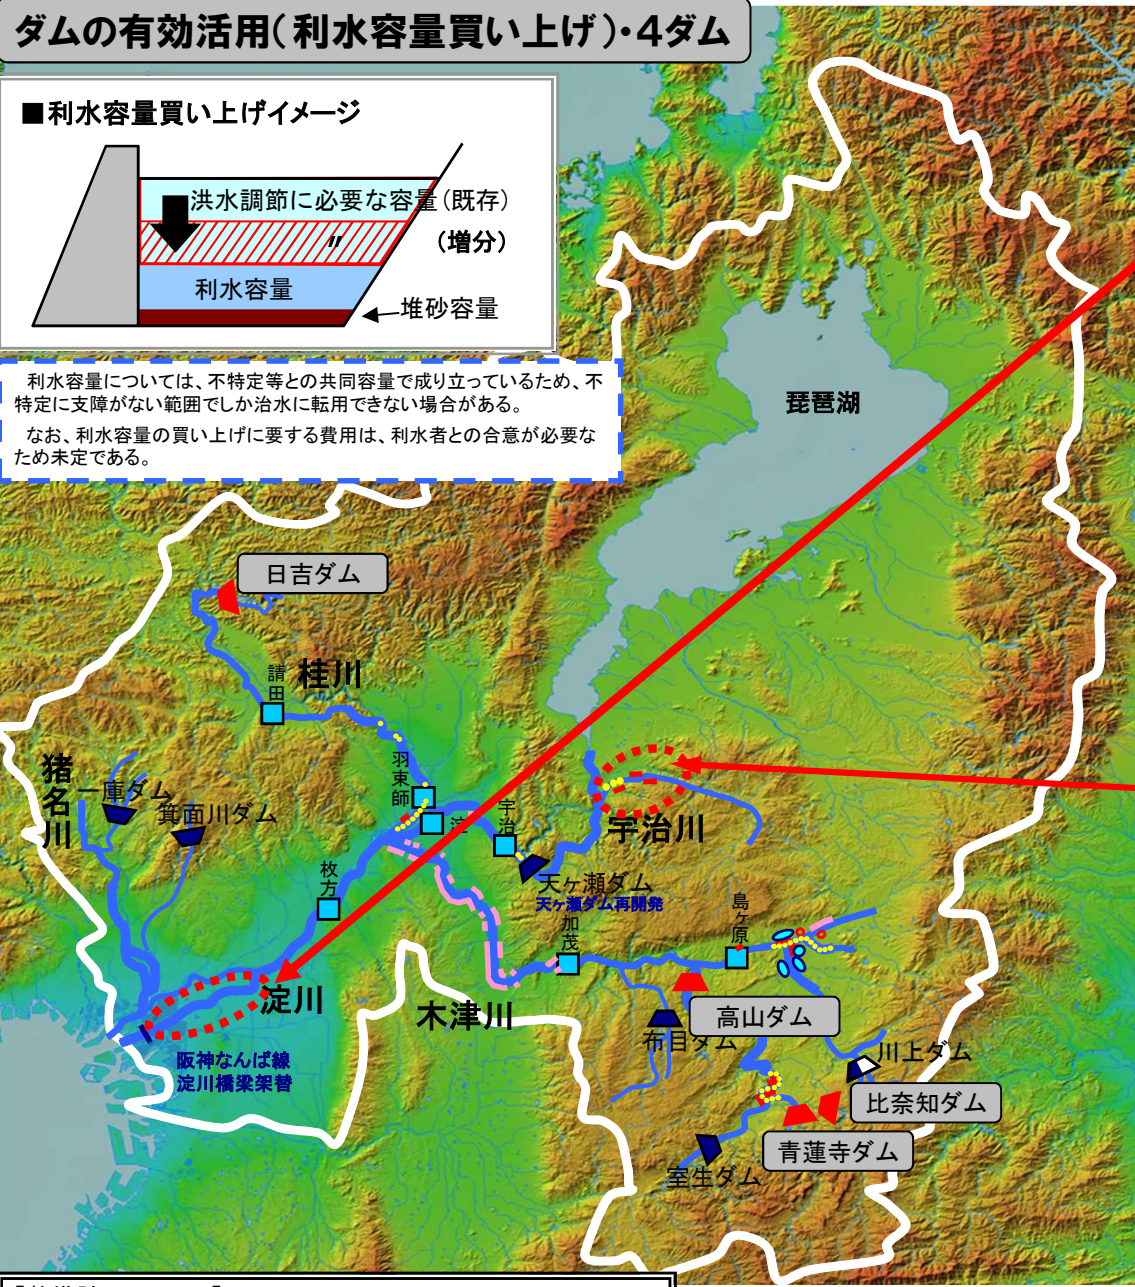 ダムの有効活用(利水容量買い上げ)・4ダム
■利水容量買い上げイメージ
洪水調節に必要な容量(既存)
〃
(増分)
利水容量
堆砂容量
利水容量については、不特定等との共同容量で成り立っているため、不
特定に支障がない範囲でしか治水に転用できない場合がある。
なお、利水容量の買い上げに要する費用は、利水者との合意が必要な
ため未定である。
琵琶湖
日吉ダム
請田
桂川
羽束師
猪名川
一庫ダム
箕面川ダム
淀
宇治
宇治川
枚方
天ヶ瀬ダム
天ヶ瀬ダム再開発
島ヶ原
加茂
淀川
木津川
高山ダム
布目ダム
川上ダム
阪神なんば線
淀川橋梁架替
比奈知ダム
青蓮寺ダム
室生ダム